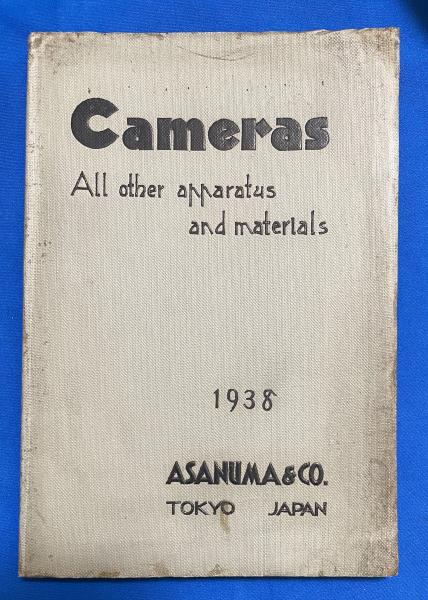 Cameras
All other apparatus
and materials
1938
ASANUMA & CO.
TOKYO JAPAN